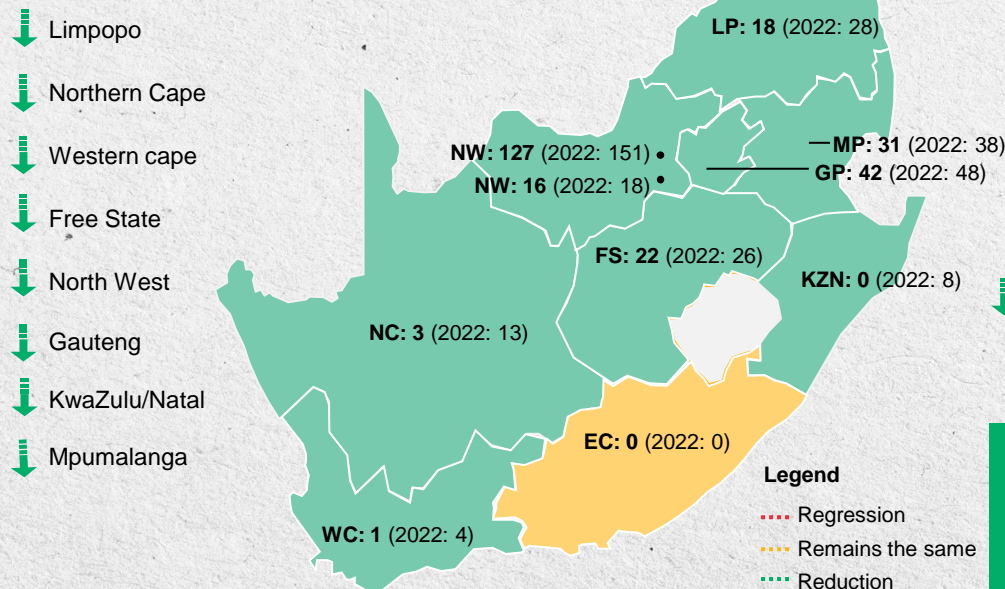 Limpopo
Northern Cape
Western cape
Free State
North West
Gauteng
KwaZulu/Natal
Mpumalanga
LP: 18 (2022: 28)
NW: 127 (2022: 151)
NW: 16 (2022: 18)
MP: 31 (2022: 38)
GP: 42 (2022: 48)
FS: 22 (2022: 26)
KZN: 0 (2022: 8)
NC: 3 (2022: 13)
EC: 0 (2022: 0)
WC: 1 (2022: 4)
Legend
Regression
Remains the same
Reduction